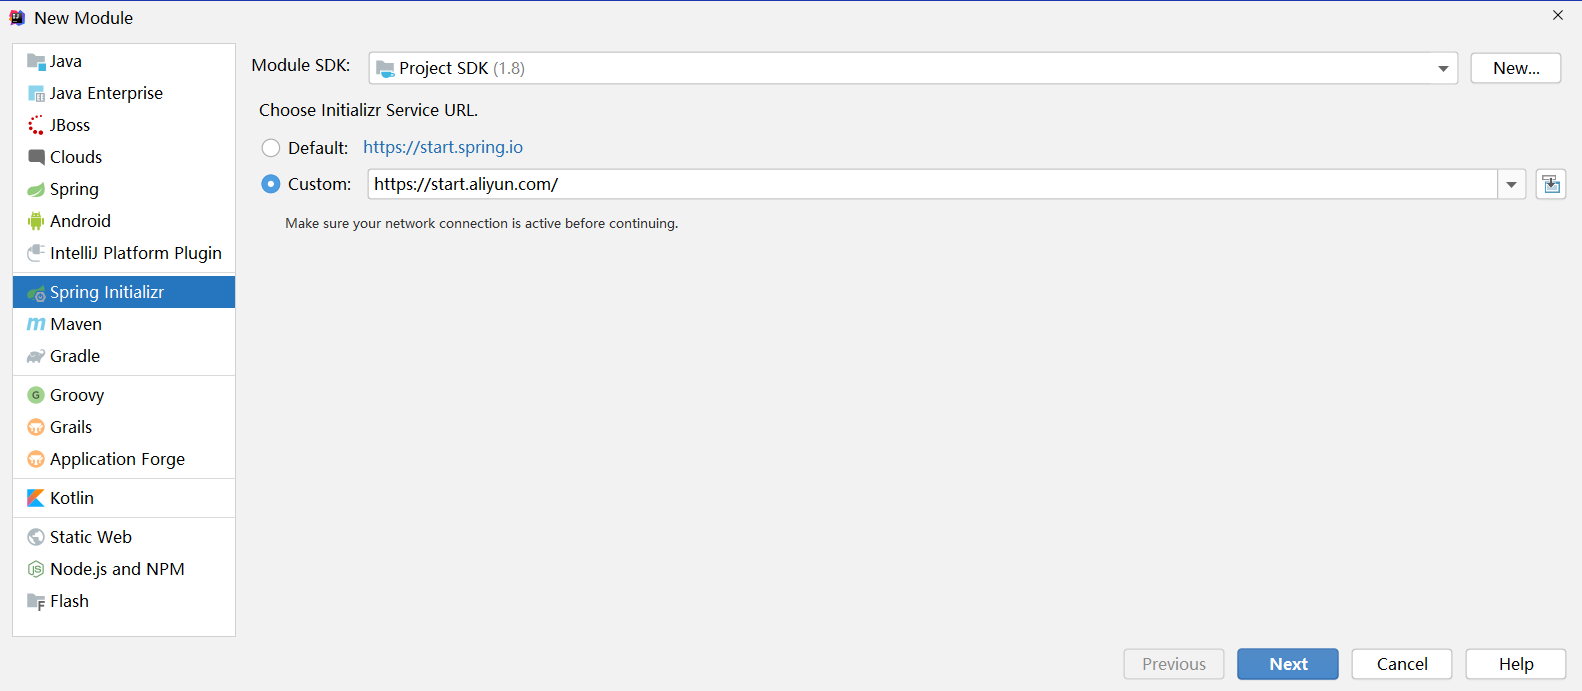 New Module
Java
Java Enterprise
JBoss
Clouds
Spring
Android
IntelliJ Platform Plugin
Spring Initializr
Maven
Gradle
Groovy
Grails
Application Forge
Kotlin
Static Web
Node.js and NPM
Flash
Module SDK: Project SDK (1.8) New...
Choose Initializr Service URL.
Default: https://start.spring.io
Custom: https://start.aliyun.com/
Make sure your network connection is active before continuing.
Previous Next Cancel Help